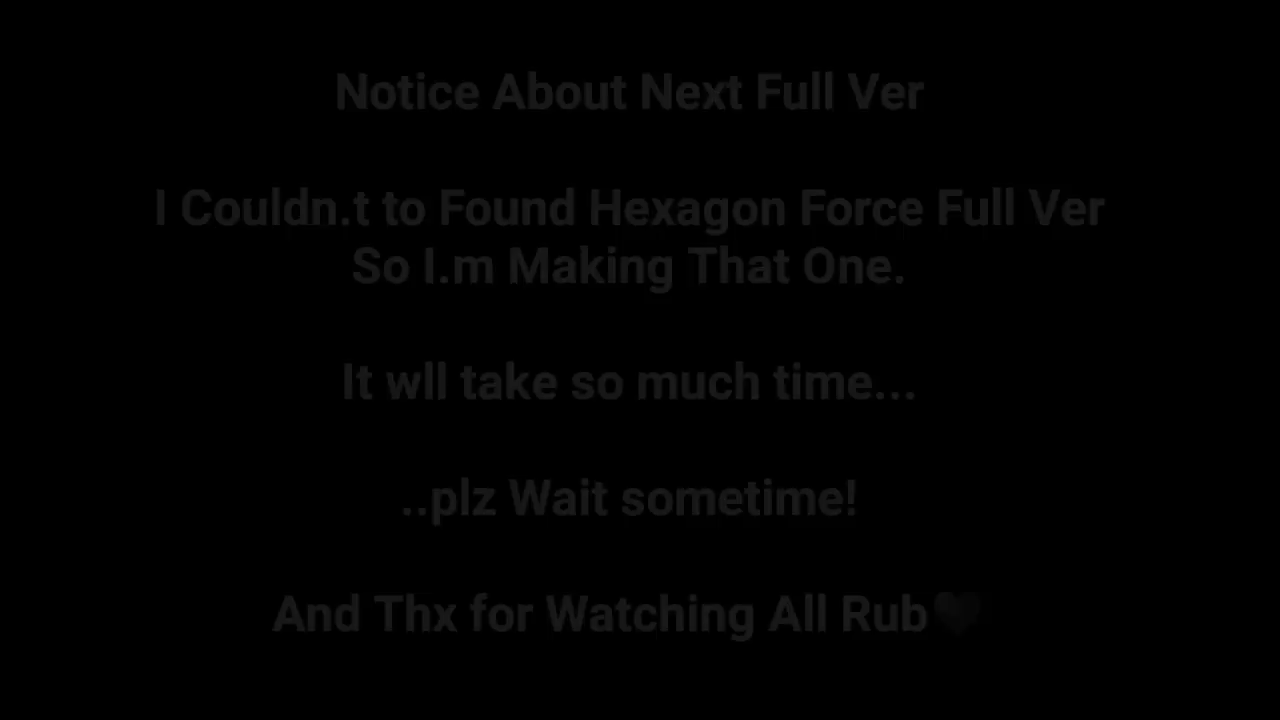 Notice About Next Full Ver
I Couldn.t to Found Hexagon Force Full Ver
So I.m Making That One.
It wll take so much time...
..plz Wait sometime!
And Thx for Watching All Rub🖤